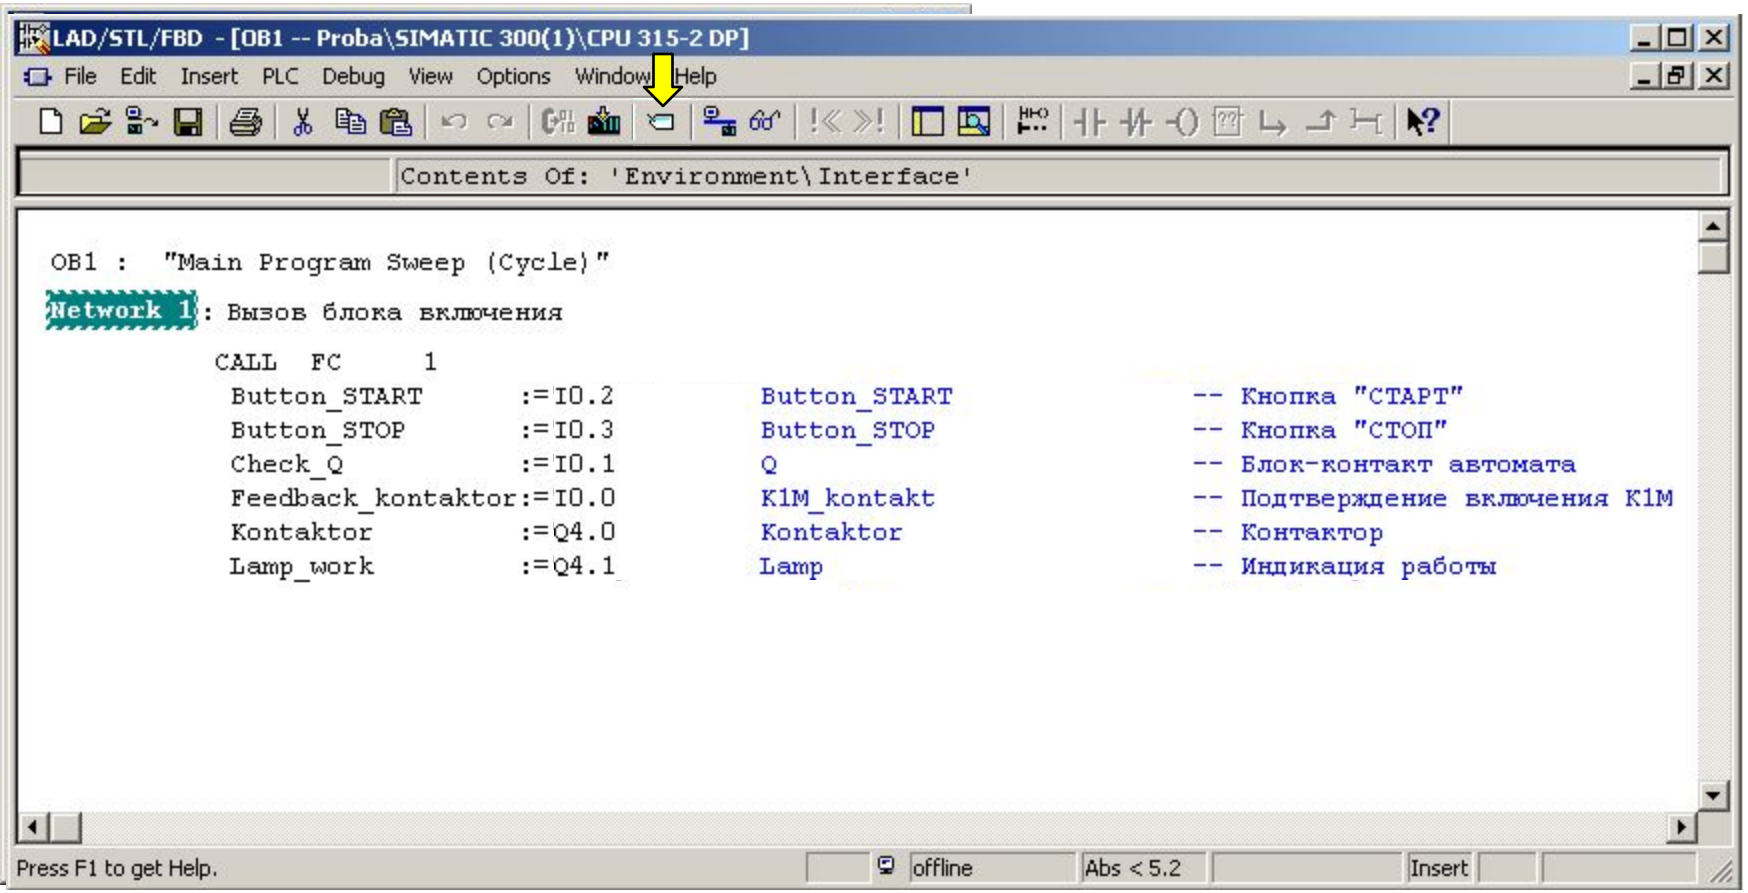 LAD/STL/FBD - [OB1 -- Proba\SIMATIC 300(1)\CPU 315-2 DP]
File Edit Insert PLC Debug View Options Window Help
Contents Of: 'Environment\Interface'
OB1 : "Main Program Sweep (Cycle)"
Network 1 : Вызов блока включения
CALL FC 1
Button_START :=I0.2 Button_START -- Кнопка "СТАРТ"
Button_STOP :=I0.3 Button_STOP -- Кнопка "СТОП"
Check_Q :=I0.1 Q -- Блок-контакт автомата
Feedback_kontaktor:=I0.0 K1M_kontakt -- Подтверждение включения K1M
Kontaktor :=Q4.0 Kontaktor -- Контактор
Lamp_work :=Q4.1 Lamp -- Индикация работы
Press F1 to get Help. offline Abs < 5.2 Insert